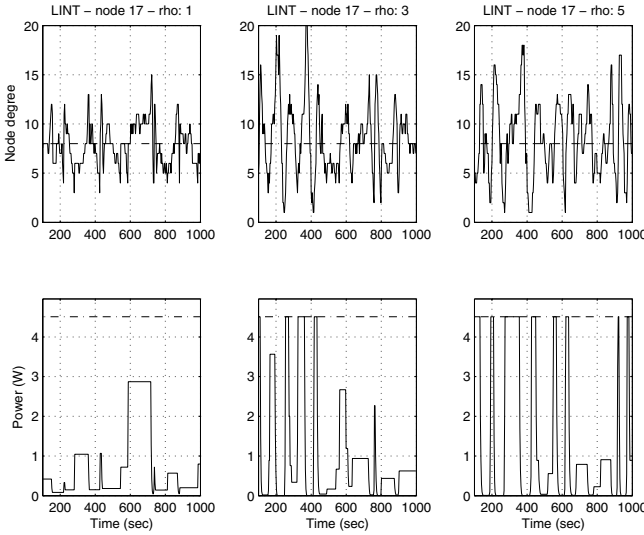 LINT – node 17 – rho: 1
LINT – node 17 – rho: 3
LINT – node 17 – rho: 5
Node degree
20
15
10
5
0
200 400 600 800 1000
20
15
10
5
0
200 400 600 800 1000
20
15
10
5
0
200 400 600 800 1000
Power (W)
4
3
2
1
0
200 400 600 800 1000
Time (sec)
4
3
2
1
0
200 400 600 800 1000
Time (sec)
4
3
2
1
0
200 400 600 800 1000
Time (sec)